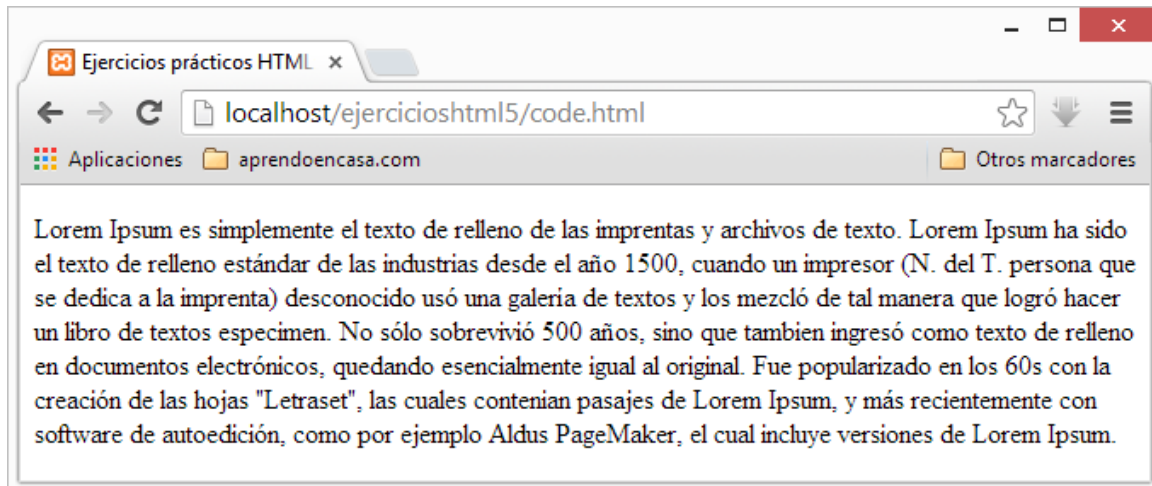 Ejercicios prácticos HTML
localhost/ejercicioshtml5/code.html
Aplicaciones aprendoencasa.com Otros marcadores
Lorem Ipsum es simplemente el texto de relleno de las imprentas y archivos de texto. Lorem Ipsum ha sido
el texto de relleno estándar de las industrias desde el año 1500, cuando un impresor (N. del T. persona que
se dedica a la imprenta) desconocido usó una galería de textos y los mezcló de tal manera que logró hacer
un libro de textos especimen. No sólo sobrevivió 500 años, sino que tambien ingresó como texto de relleno
en documentos electrónicos, quedando esencialmente igual al original. Fue popularizado en los 60s con la
creación de las hojas "Letraset", las cuales contenian pasajes de Lorem Ipsum, y más recientemente con
software de autoedición, como por ejemplo Aldus PageMaker, el cual incluye versiones de Lorem Ipsum.